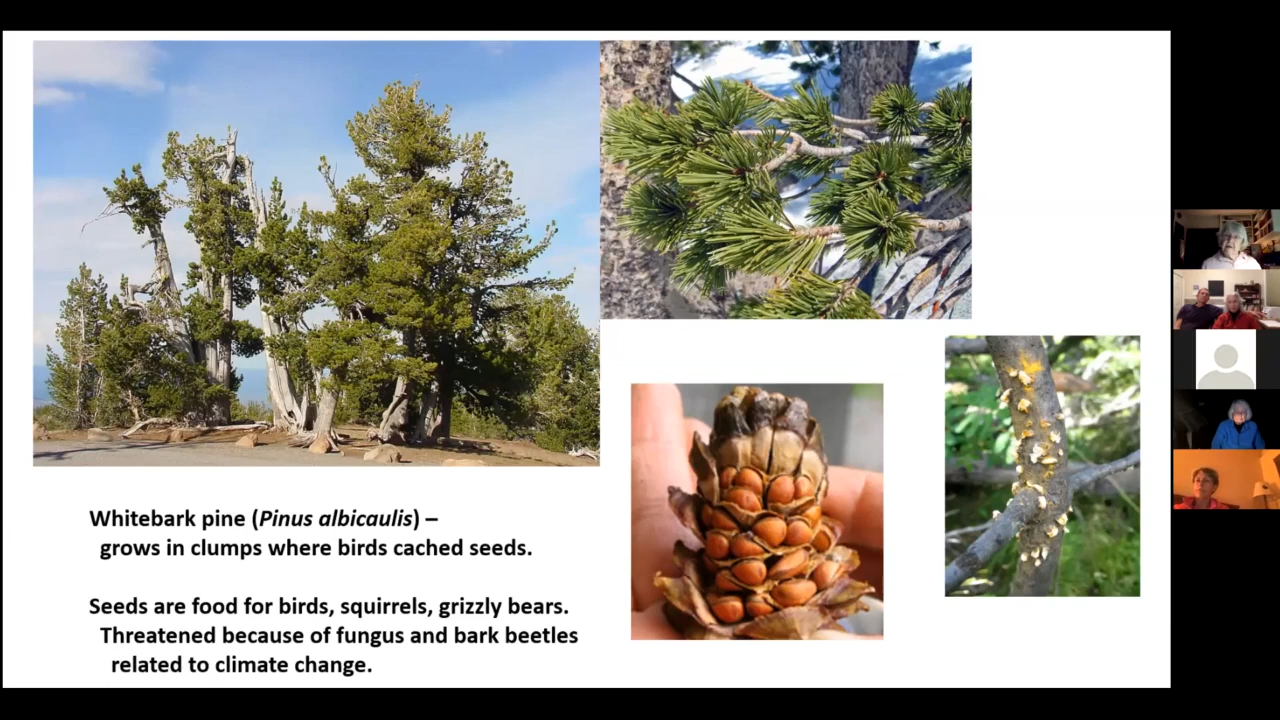 Whitebark pine (Pinus albicaulis) –
grows in clumps where birds cached seeds.
Seeds are food for birds, squirrels, grizzly bears.
Threatened because of fungus and bark beetles
related to climate change.